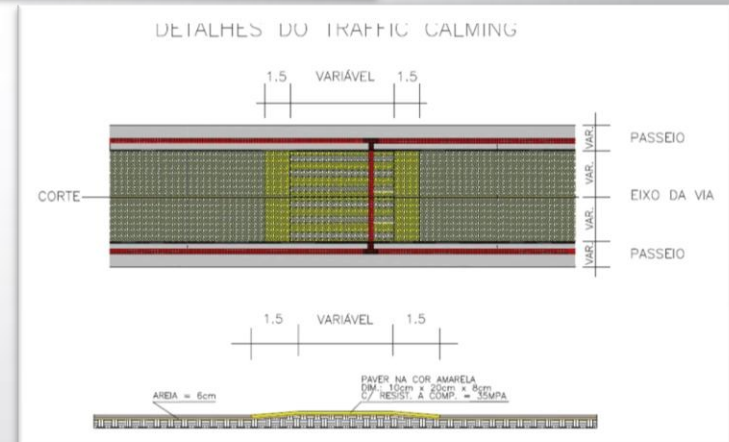 DETALHES DO TRAFFIC CALMING
1.5 VARIÁVEL 1.5
VAR. PASSEIO
VAR.
CORTE EIXO DA VIA
VAR.
VAR. PASSEIO
1.5 VARIÁVEL 1.5
AREIA = 6cm
PAVER NA COR AMARELA
DIM.: 10cm x 20cm x 8cm
C/ RESIST. A COMP. = 35MPA